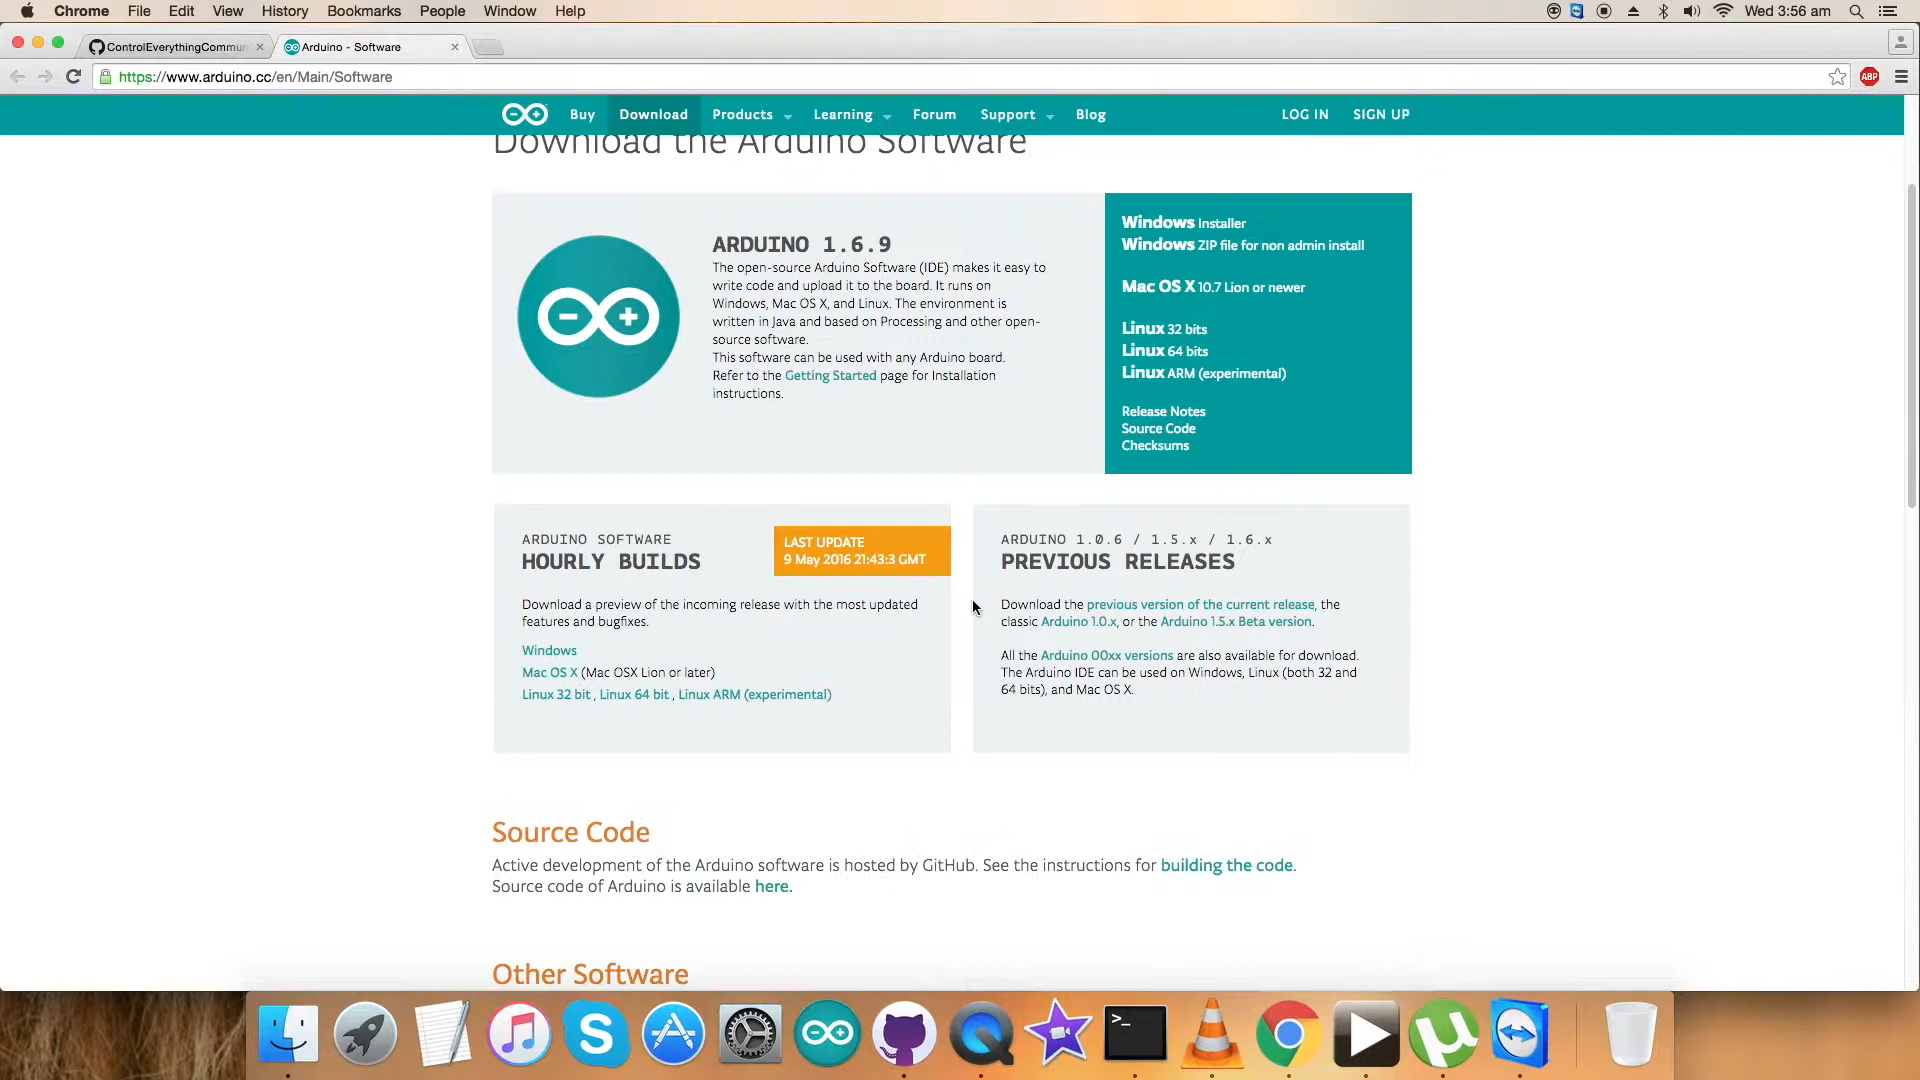 Chrome File Edit View History Bookmarks People Window Help Wed 3:56 am
ControlEverythingCommun Arduino - Software
https://www.arduino.cc/en/Main/Software ABP
Buy Download Products Learning Forum Support Blog LOG IN SIGN UP
Download the Arduino Software
ARDUINO 1.6.9
The open-source Arduino Software (IDE) makes it easy to
write code and upload it to the board. It runs on
Windows, Mac OS X, and Linux. The environment is
written in Java and based on Processing and other open-
source software.
This software can be used with any Arduino board.
Refer to the Getting Started page for Installation
instructions.
Windows Installer
Windows ZIP file for non admin install
Mac OS X 10.7 Lion or newer
Linux 32 bits
Linux 64 bits
Linux ARM (experimental)
Release Notes
Source Code
Checksums
ARDUINO SOFTWARE
HOURLY BUILDS
LAST UPDATE
9 May 2016 21:43:3 GMT
Download a preview of the incoming release with the most updated
features and bugfixes.
Windows
Mac OS X (Mac OSX Lion or later)
Linux 32 bit , Linux 64 bit , Linux ARM (experimental)
ARDUINO 1.0.6 / 1.5.x / 1.6.x
PREVIOUS RELEASES
Download the previous version of the current release, the
classic Arduino 1.0.x, or the Arduino 1.5.x Beta version.
All the Arduino 00xx versions are also available for download.
The Arduino IDE can be used on Windows, Linux (both 32 and
64 bits), and Mac OS X.
Source Code
Active development of the Arduino software is hosted by GitHub. See the instructions for building the code.
Source code of Arduino is available here.
Other Software